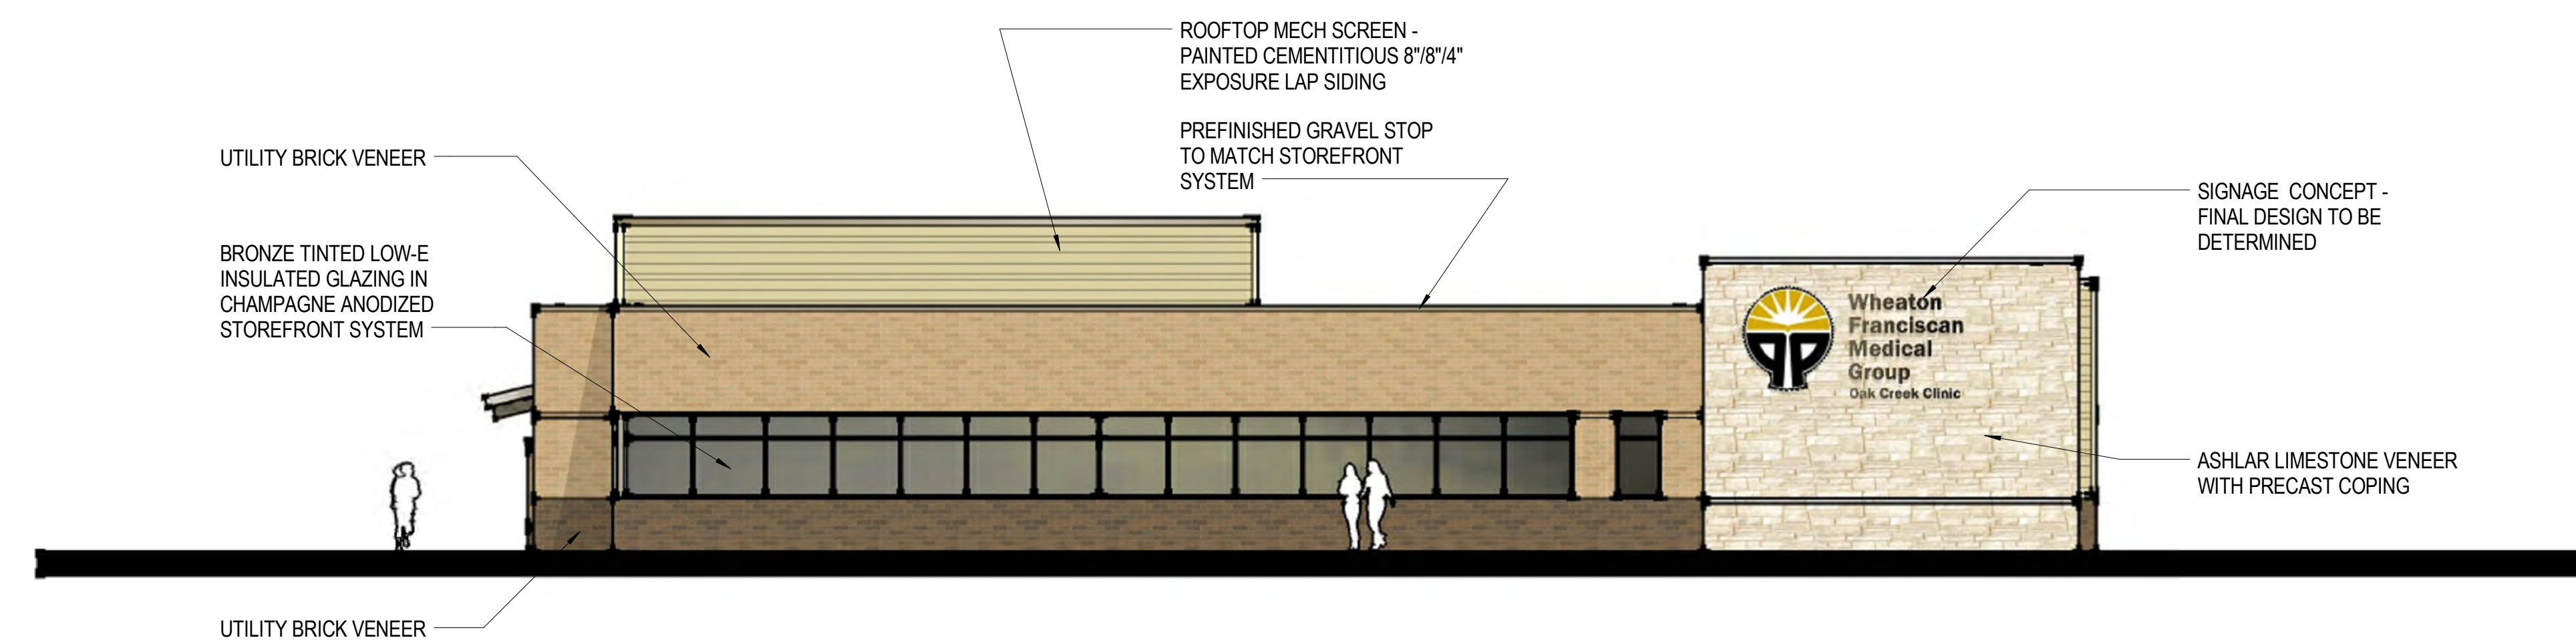 ROOFTOP MECH SCREEN -
PAINTED CEMENTITIOUS 8"/8"/4"
EXPOSURE LAP SIDING
PREFINISHED GRAVEL STOP
TO MATCH STOREFRONT
SYSTEM
UTILITY BRICK VENEER
BRONZE TINTED LOW-E
INSULATED GLAZING IN
CHAMPAGNE ANODIZED
STOREFRONT SYSTEM
SIGNAGE CONCEPT -
FINAL DESIGN TO BE
DETERMINED
Wheaton
Franciscan
Medical
Group
Oak Creek Clinic
ASHLAR LIMESTONE VENEER
WITH PRECAST COPING
UTILITY BRICK VENEER